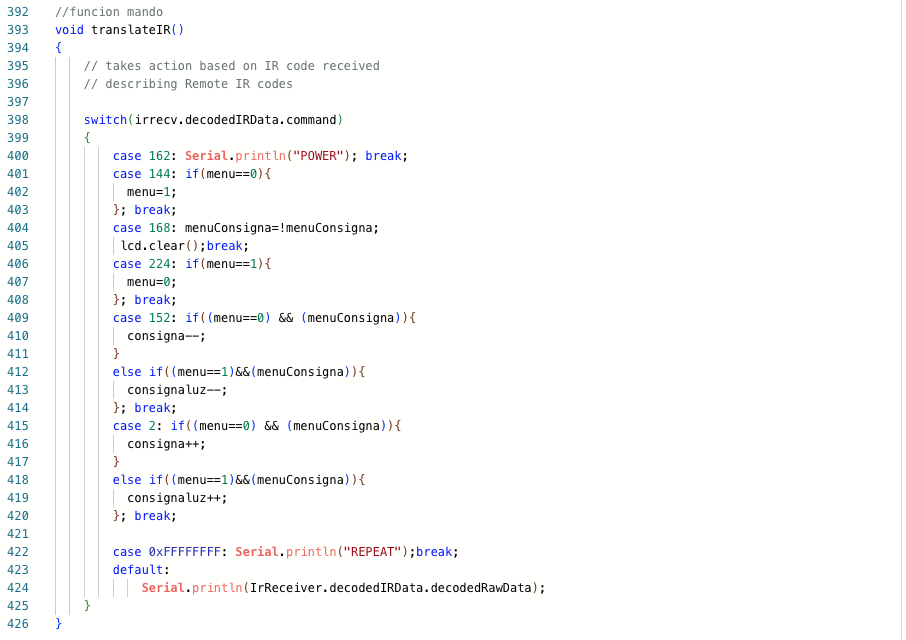 392 //funcion mando
393 void translateIR()
394 {
395 // takes action based on IR code received
396 // describing Remote IR codes
397
398 switch(irrecv.decodedIRData.command)
399 {
400 case 162: Serial.println("POWER"); break;
401 case 144: if(menu==0){
402 menu=1;
403 }; break;
404 case 168: menuConsigna=!menuConsigna;
405 lcd.clear();break;
406 case 224: if(menu==1){
407 menu=0;
408 }; break;
409 case 152: if((menu==0) && (menuConsigna)){
410 consigna--;
411 }
412 else if((menu==1)&&(menuConsigna)){
413 consignaluz--;
414 }; break;
415 case 2: if((menu==0) && (menuConsigna)){
416 consigna++;
417 }
418 else if((menu==1)&&(menuConsigna)){
419 consignaluz++;
420 }; break;
421
422 case 0xFFFFFFFF: Serial.println("REPEAT");break;
423 default:
424 Serial.println(IrReceiver.decodedIRData.decodedRawData);
425 }
426 }